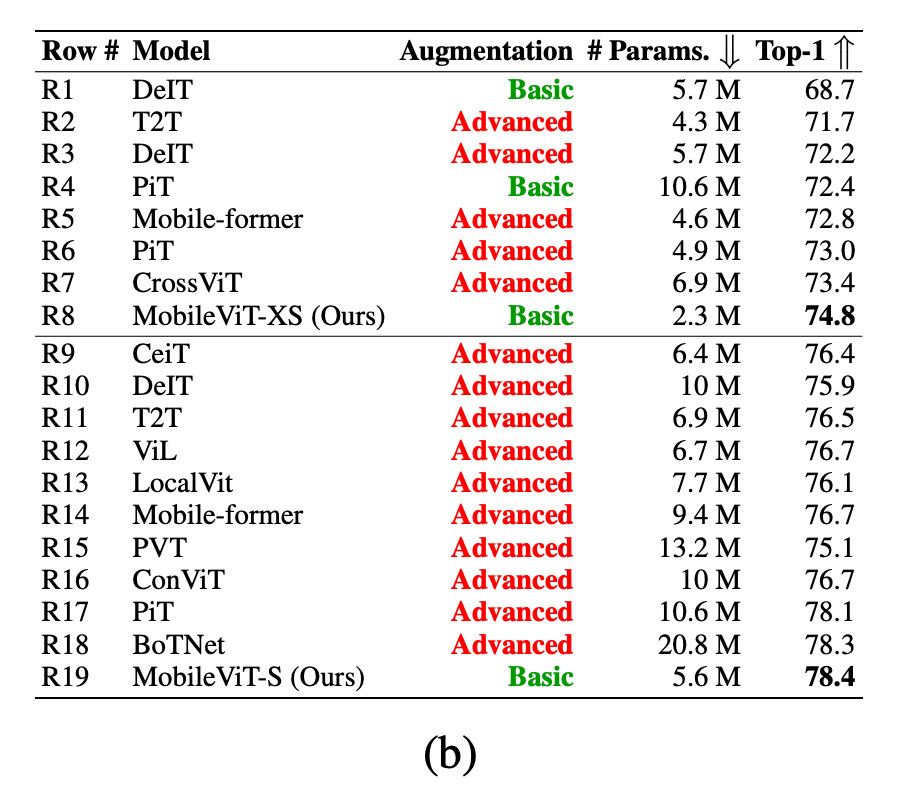 Row # Model Augmentation # Params. ⇓ Top-1 ⇑
R1 DeIT Basic 5.7 M 68.7
R2 T2T Advanced 4.3 M 71.7
R3 DeIT Advanced 5.7 M 72.2
R4 PiT Basic 10.6 M 72.4
R5 Mobile-former Advanced 4.6 M 72.8
R6 PiT Advanced 4.9 M 73.0
R7 CrossViT Advanced 6.9 M 73.4
R8 MobileViT-XS (Ours) Basic 2.3 M 74.8
R9 CeiT Advanced 6.4 M 76.4
R10 DeIT Advanced 10 M 75.9
R11 T2T Advanced 6.9 M 76.5
R12 ViL Advanced 6.7 M 76.7
R13 LocalVit Advanced 7.7 M 76.1
R14 Mobile-former Advanced 9.4 M 76.7
R15 PVT Advanced 13.2 M 75.1
R16 ConViT Advanced 10 M 76.7
R17 PiT Advanced 10.6 M 78.1
R18 BoTNet Advanced 20.8 M 78.3
R19 MobileViT-S (Ours) Basic 5.6 M 78.4
(b)